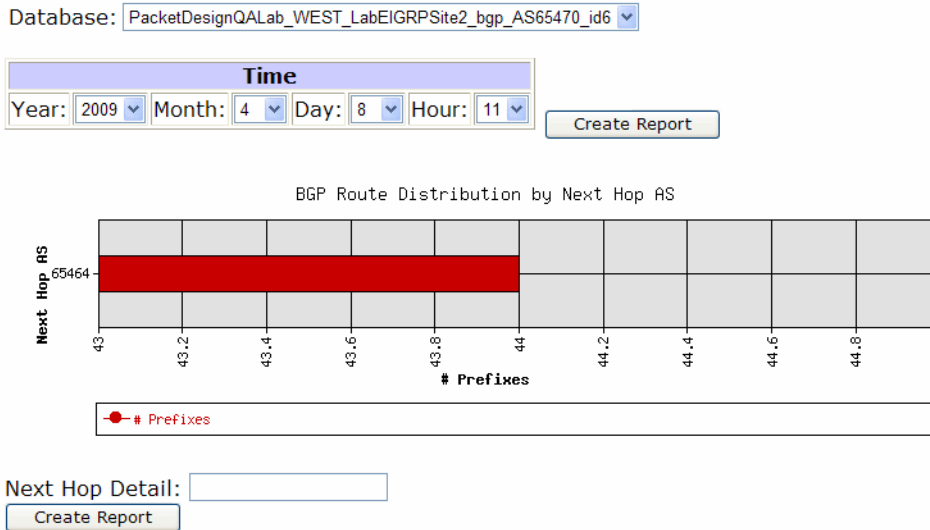 Database: PacketDesignQALab_WEST_LabEIGRPSite2_bgp_AS65470_id6
Time
Year: 2009 Month: 4 Day: 8 Hour: 11
Create Report
BGP Route Distribution by Next Hop AS
Next Hop AS
65464
43 43.2 43.4 43.6 43.8 44 44.2 44.4 44.6 44.8
# Prefixes
# Prefixes
Next Hop Detail:
Create Report